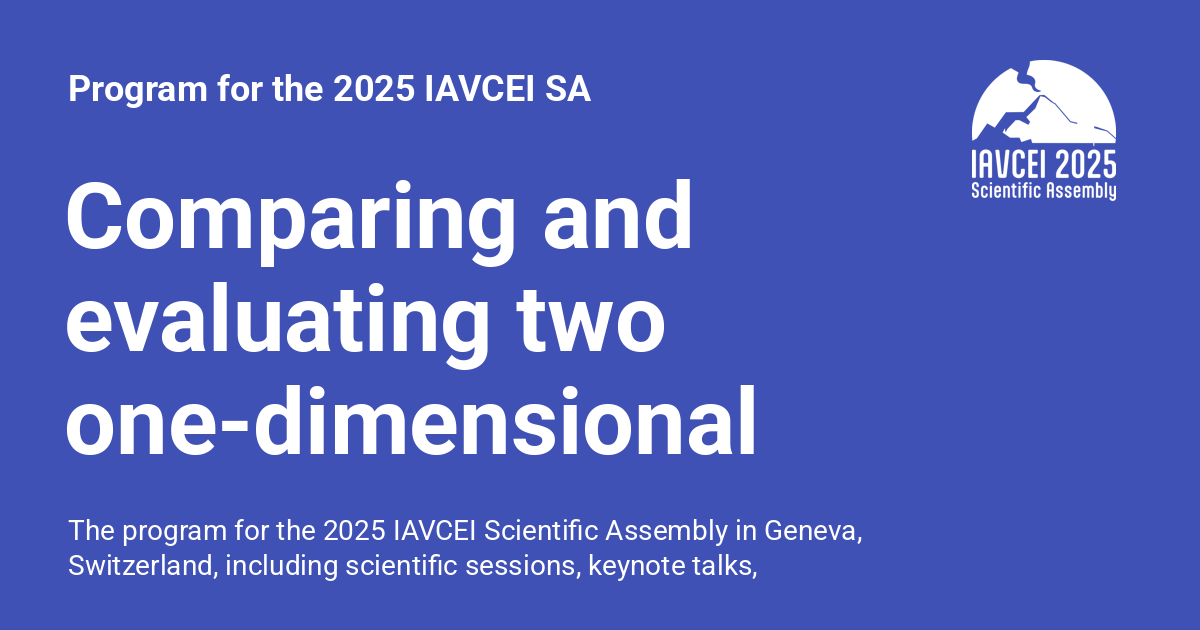 Program for the 2025 IAVCEI SA
IAVCEI 2025
Scientific Assembly
Comparing and
evaluating two
one-dimensional
The program for the 2025 IAVCEI Scientific Assembly in Geneva,
Switzerland, including scientific sessions, keynote talks,